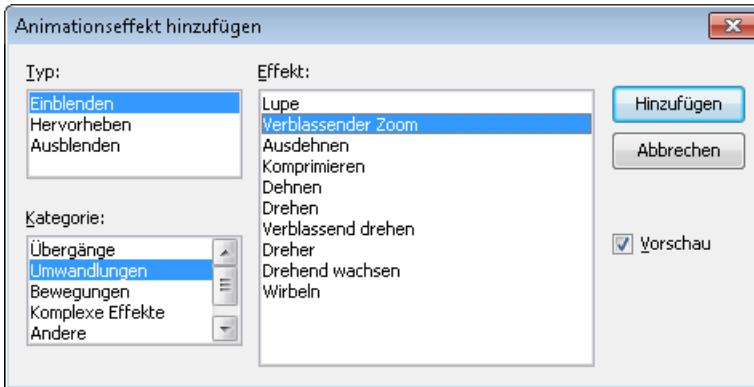 Animationseffekt hinzufügen
Typ:
Einblenden
Hervorheben
Ausblenden
Kategorie:
Übergänge
Umwandlungen
Bewegungen
Komplexe Effekte
Andere
Effekt:
Lupe
Verblassender Zoom
Ausdehnen
Komprimieren
Dehnen
Drehen
Verblassend drehen
Dreher
Drehend wachsen
Wirbeln
Hinzufügen
Abbrechen
Vorschau